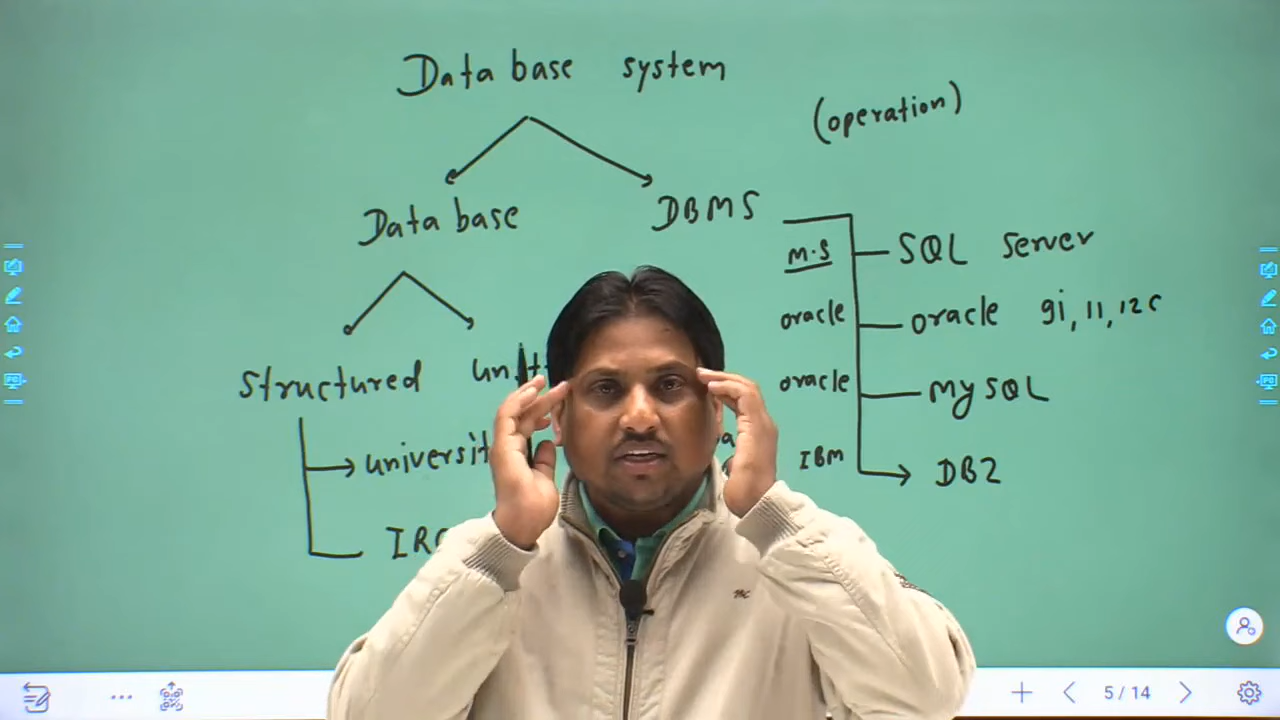 Data base system
(operation)
Data base
DBMS
M.S
SQL Server
oracle
oracle 9i, 11, 12c
Structured
oracle
MySQL
IBM
DB2
5/14